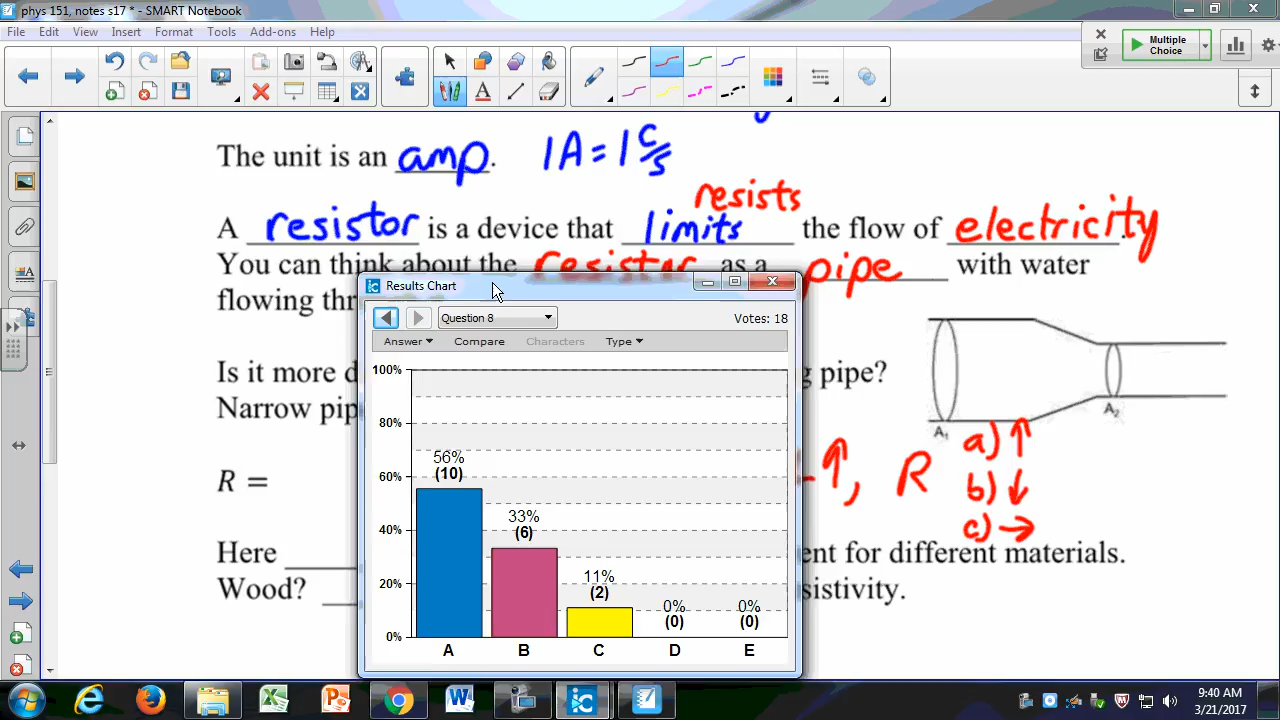 phys 151, notes s17 * - SMART Notebook
File Edit View Insert Format Tools Add-ons Help
Multiple Choice
The unit is an amp. 1A = 1 C/s
resists
A resistor is a device that limits the flow of electricity.
You can think about the resistor as a pipe with water
flowing thr
Is it more d pipe?
Narrow pip
A1 A2
a) ↑
R = ↑, R b) ↓
c) →
Here ent for different materials.
Wood? sistivity.
Results Chart
Question 8 Votes: 18
Answer Compare Characters Type
100%
80%
60%
40%
20%
0%
56%
(10)
33%
(6)
11%
(2)
0%
(0)
0%
(0)
A B C D E
9:40 AM
3/21/2017